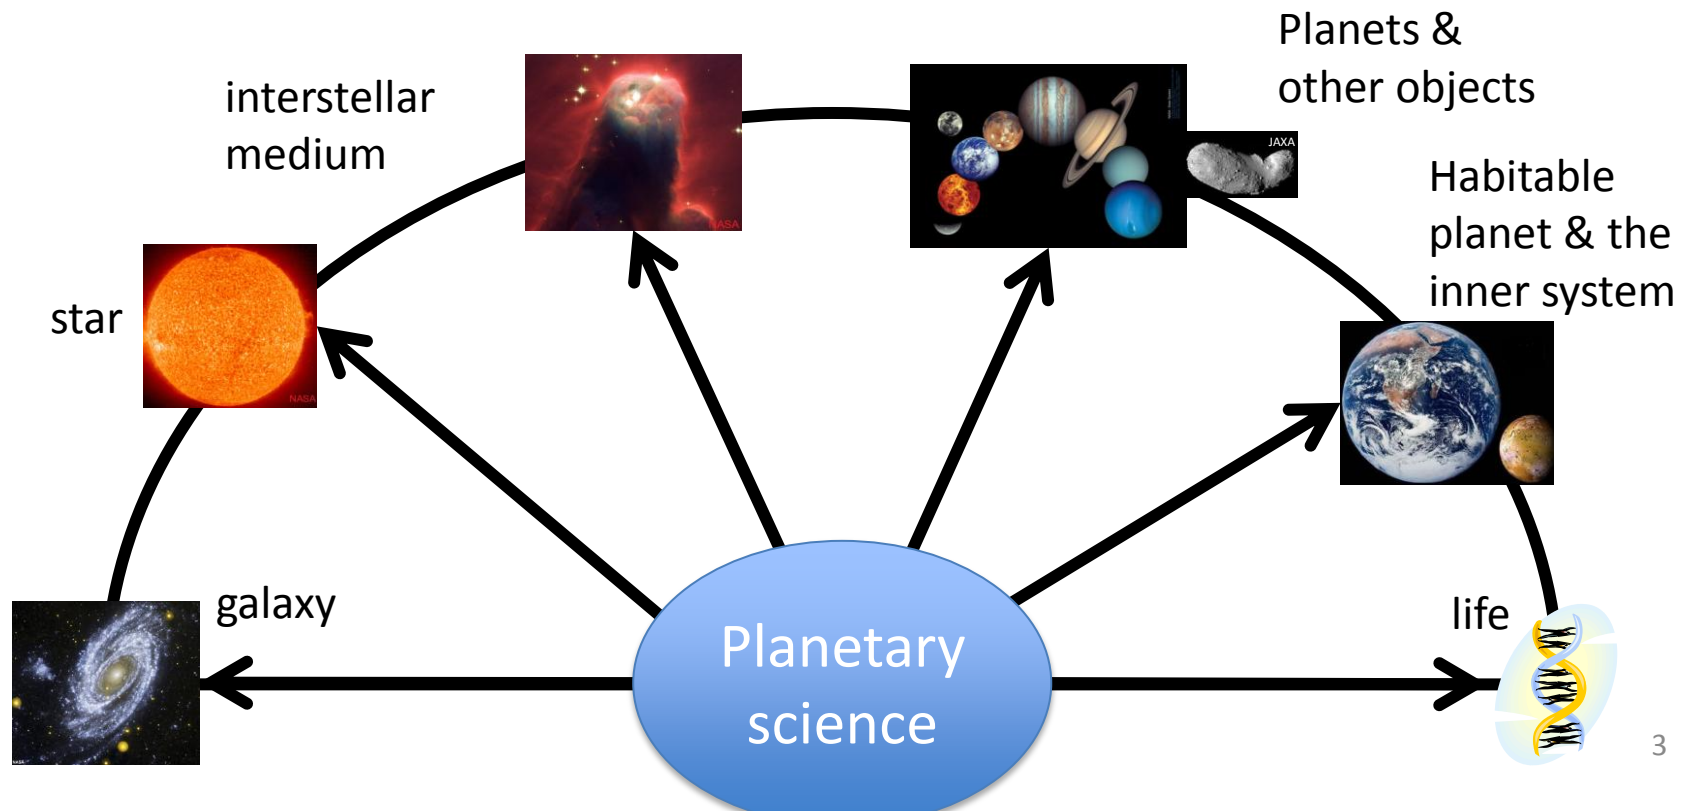 Planets &
other objects
interstellar
medium
JAXA
Habitable
planet & the
inner system
NASA
star
NASA
galaxy
life
Planetary
science
NASA
3